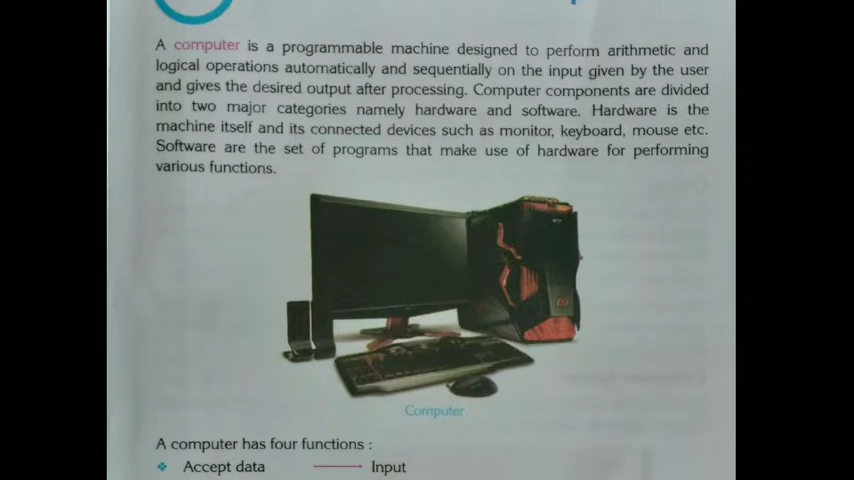 A computer is a programmable machine designed to perform arithmetic and
logical operations automatically and sequentially on the input given by the user
and gives the desired output after processing. Computer components are divided
into two major categories namely hardware and software. Hardware is the
machine itself and its connected devices such as monitor, keyboard, mouse etc.
Software are the set of programs that make use of hardware for performing
various functions.
Computer
A computer has four functions :
❖ Accept data ⟶ Input